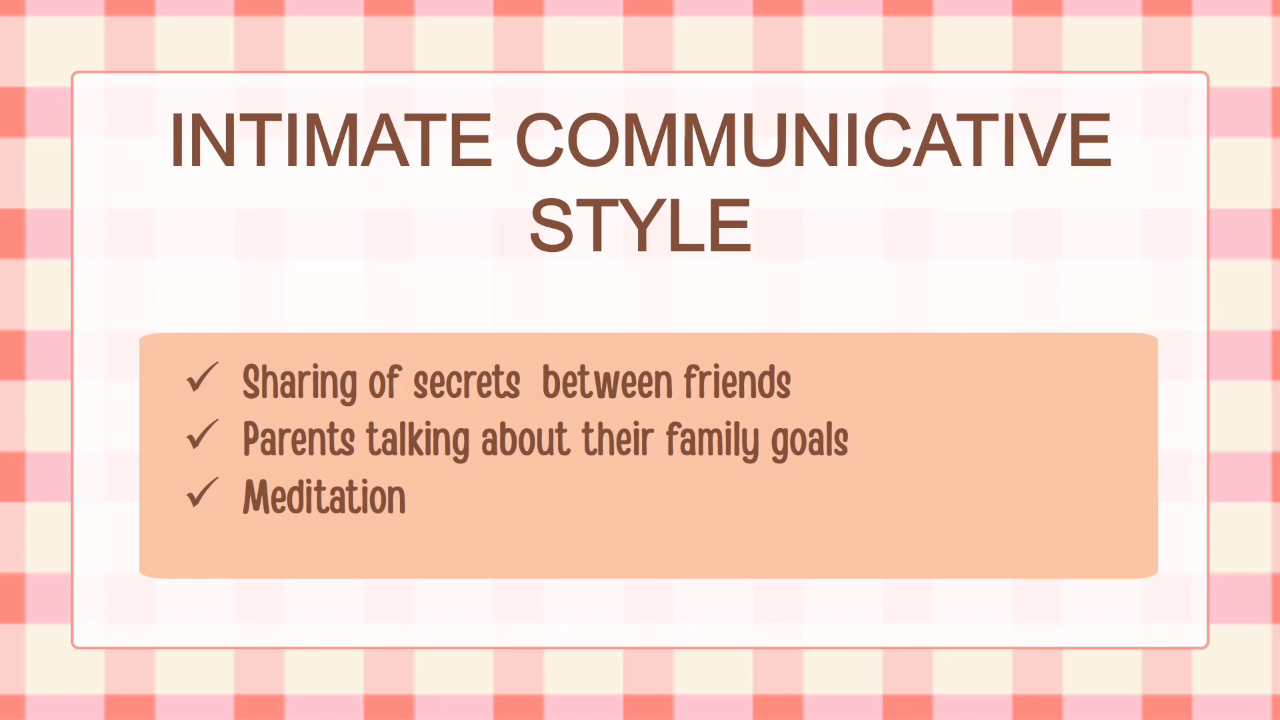 INTIMATE COMMUNICATIVE
STYLE
✓ Sharing of secrets  between friends
✓ Parents talking about their family goals
✓ Meditation